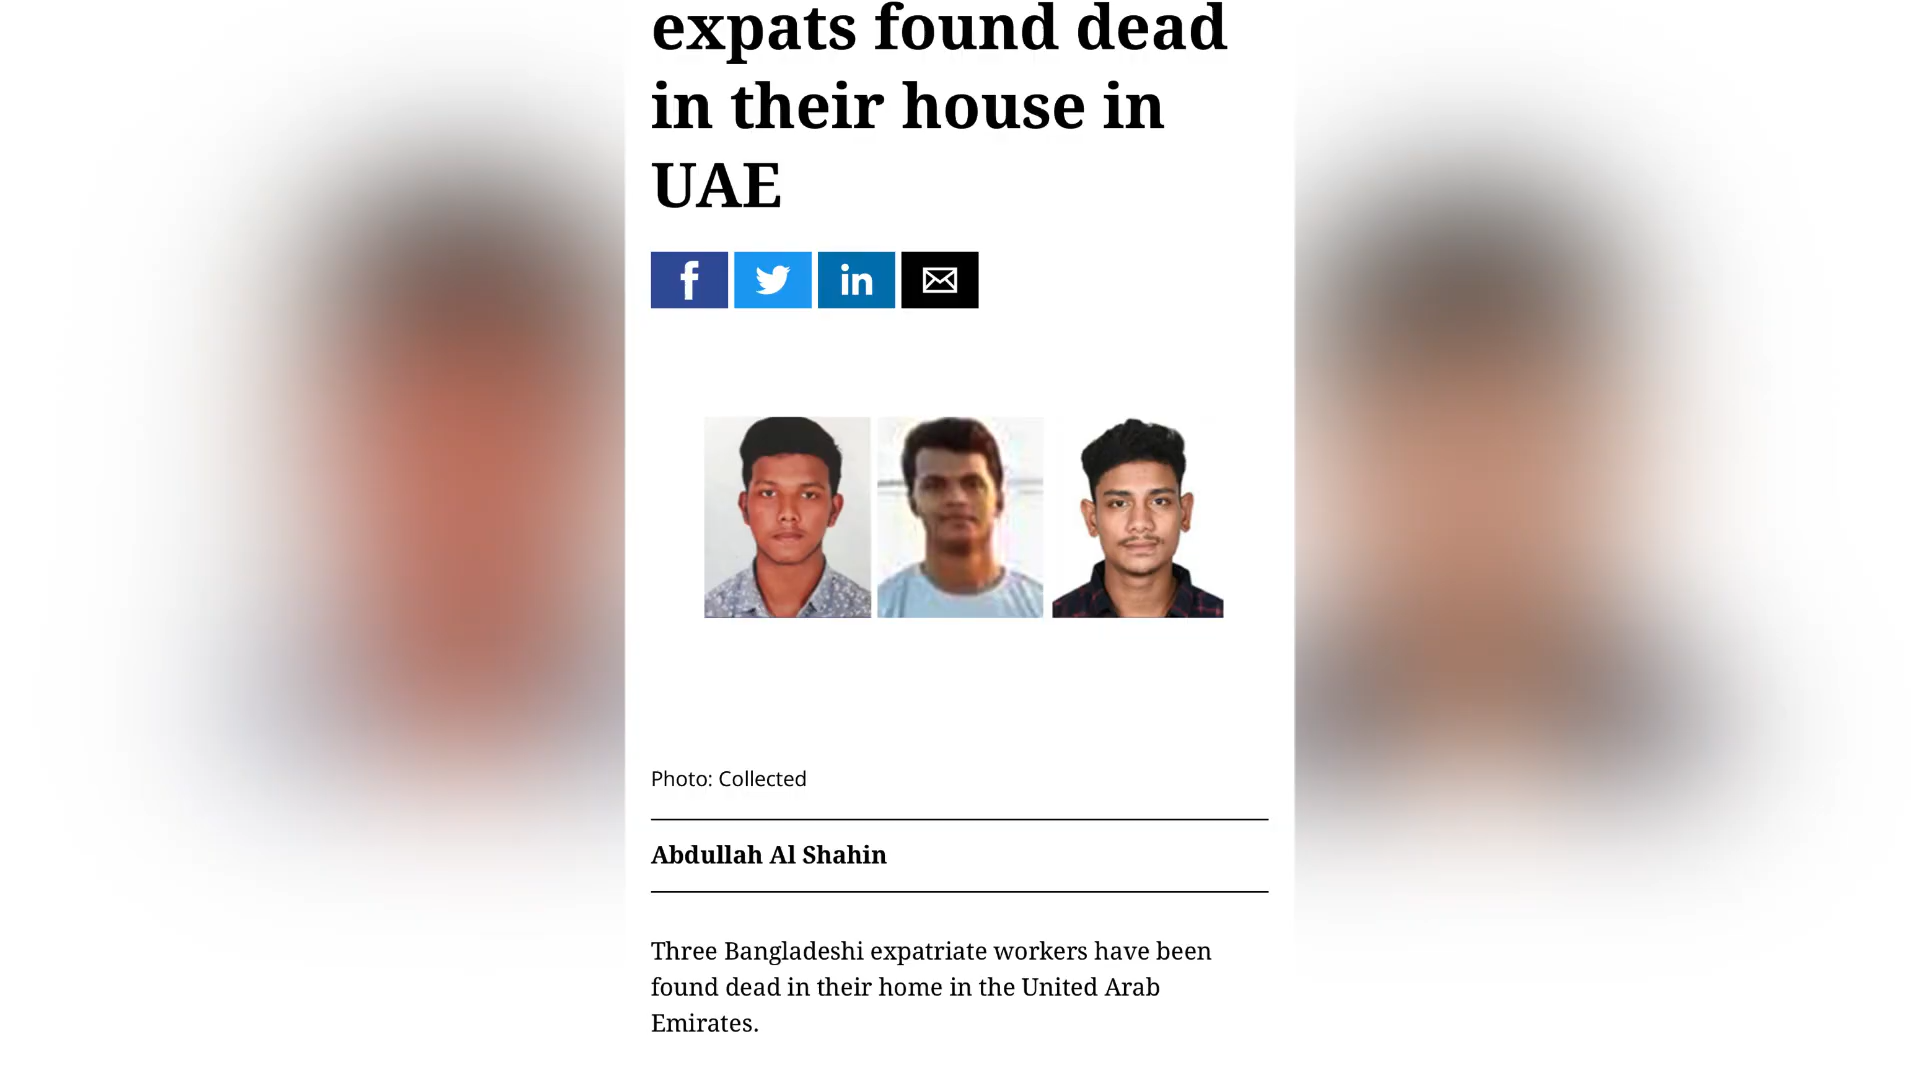 expats found dead
in their house in
UAE
f in
Photo: Collected
Abdullah Al Shahin
Three Bangladeshi expatriate workers have been
found dead in their home in the United Arab
Emirates.